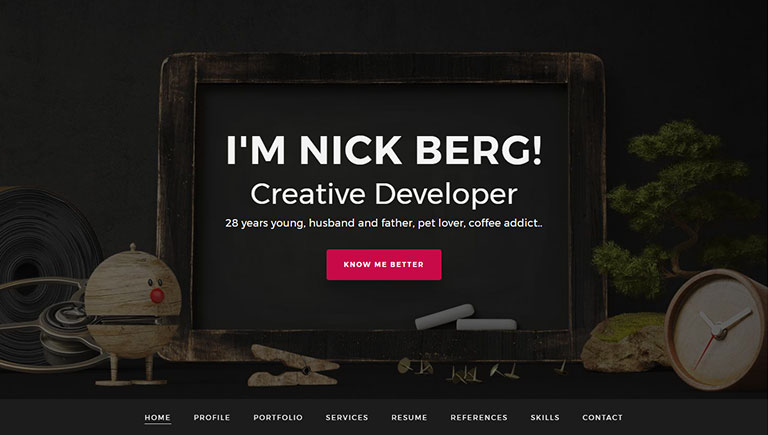 I'M NICK BERG!
Creative Developer
28 years young, husband and father, pet lover, coffee addict..
KNOW ME BETTER
HOME PROFILE PORTFOLIO SERVICES RESUME REFERENCES SKILLS CONTACT